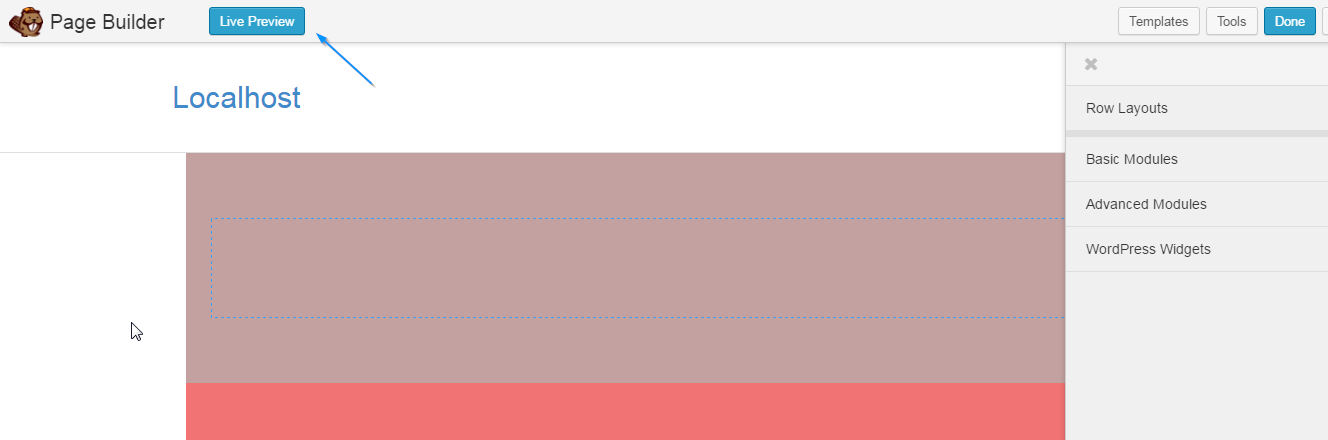 Page Builder
Live Preview
Templates
Tools
Done
Localhost
Row Layouts
Basic Modules
Advanced Modules
WordPress Widgets